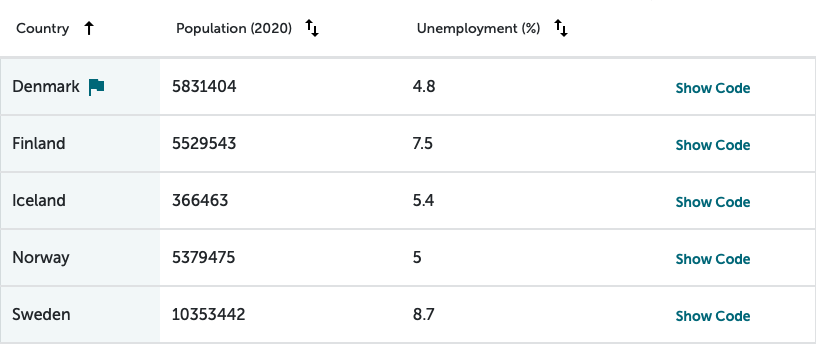 Country Population (2020) Unemployment (%)
Denmark 5831404 4.8 Show Code
Finland 5529543 7.5 Show Code
Iceland 366463 5.4 Show Code
Norway 5379475 5 Show Code
Sweden 10353442 8.7 Show Code